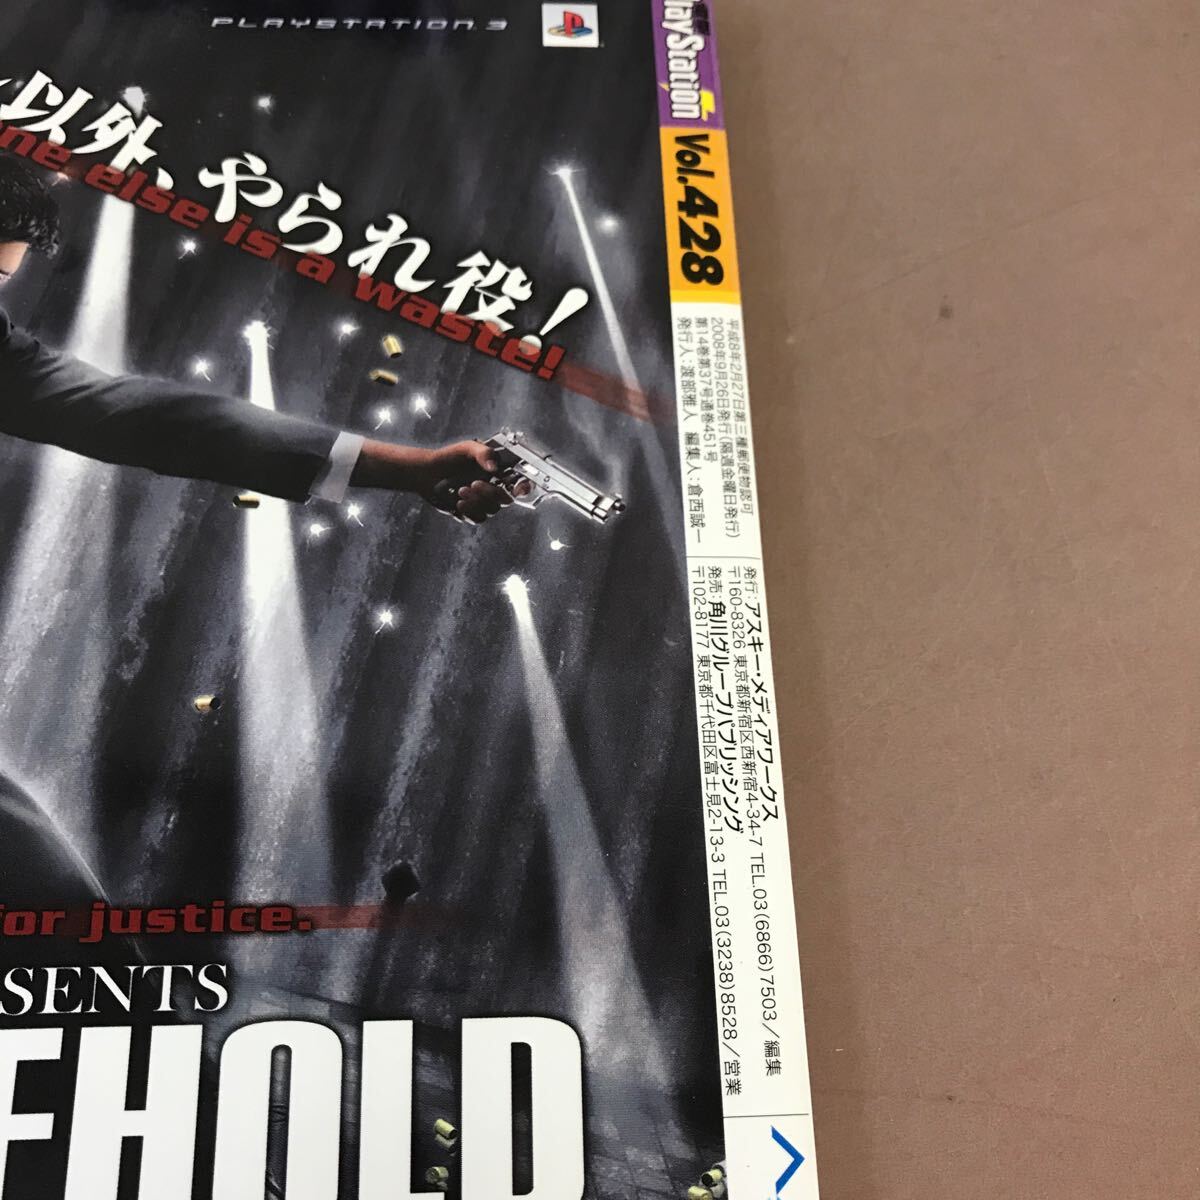 PLAYSTATION 3
以外、やられ役!
one else is a waste!
for justice.
SENTS
EHOLD
PlayStation
Vol.428
平成8年2月27日第三種郵便物認可
2008年9月26日発行(隔週金曜日発行)
第14巻第37号通巻451号
発行人:渡部雅人 編集人:倉西誠一
発行:アスキー・メディアワークス
〒160-8326 東京都新宿区西新宿4-34-7 TEL.03(6866)7503/編集
発売:角川グループパブリッシング
〒102-8177 東京都千代田区富士見2-13-3 TEL.03(3238)8528/営業